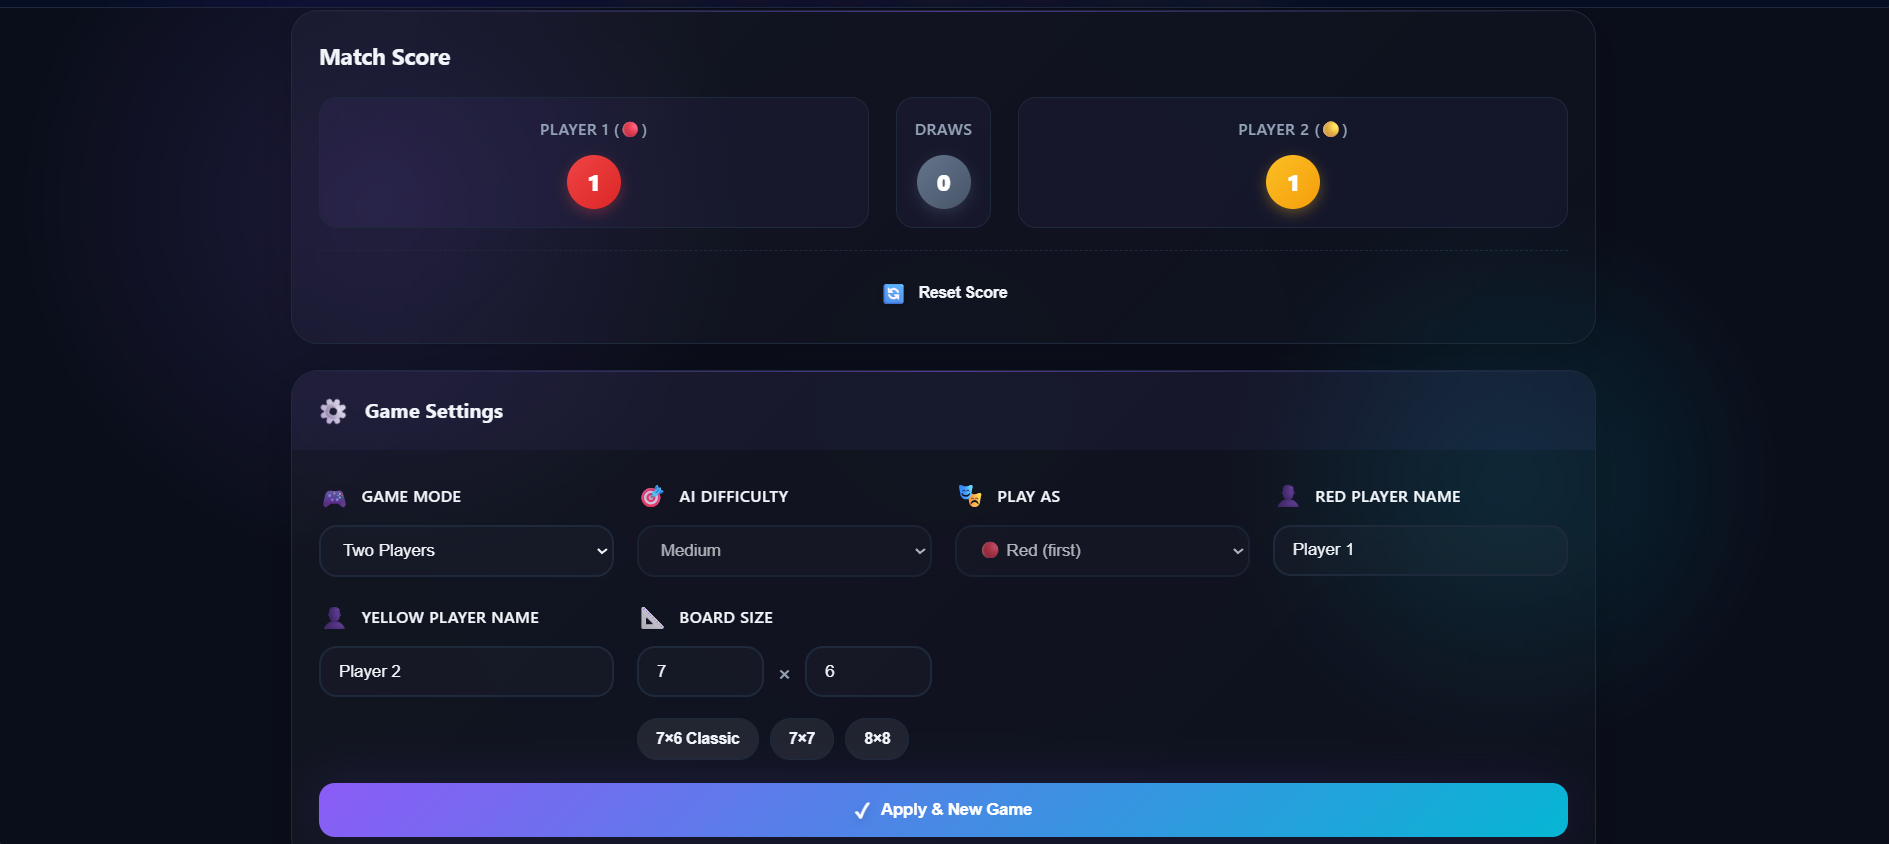 Match Score
PLAYER 1 (🔴)
1
DRAWS
0
PLAYER 2 (🟡)
1
🔄 Reset Score
⚙️ Game Settings
🎮 GAME MODE
Two Players
🎯 AI DIFFICULTY
Medium
🎭 PLAY AS
🔴 Red (first)
👤 RED PLAYER NAME
Player 1
👤 YELLOW PLAYER NAME
Player 2
📐 BOARD SIZE
7 × 6
7×6 Classic
7×7
8×8
✓ Apply & New Game